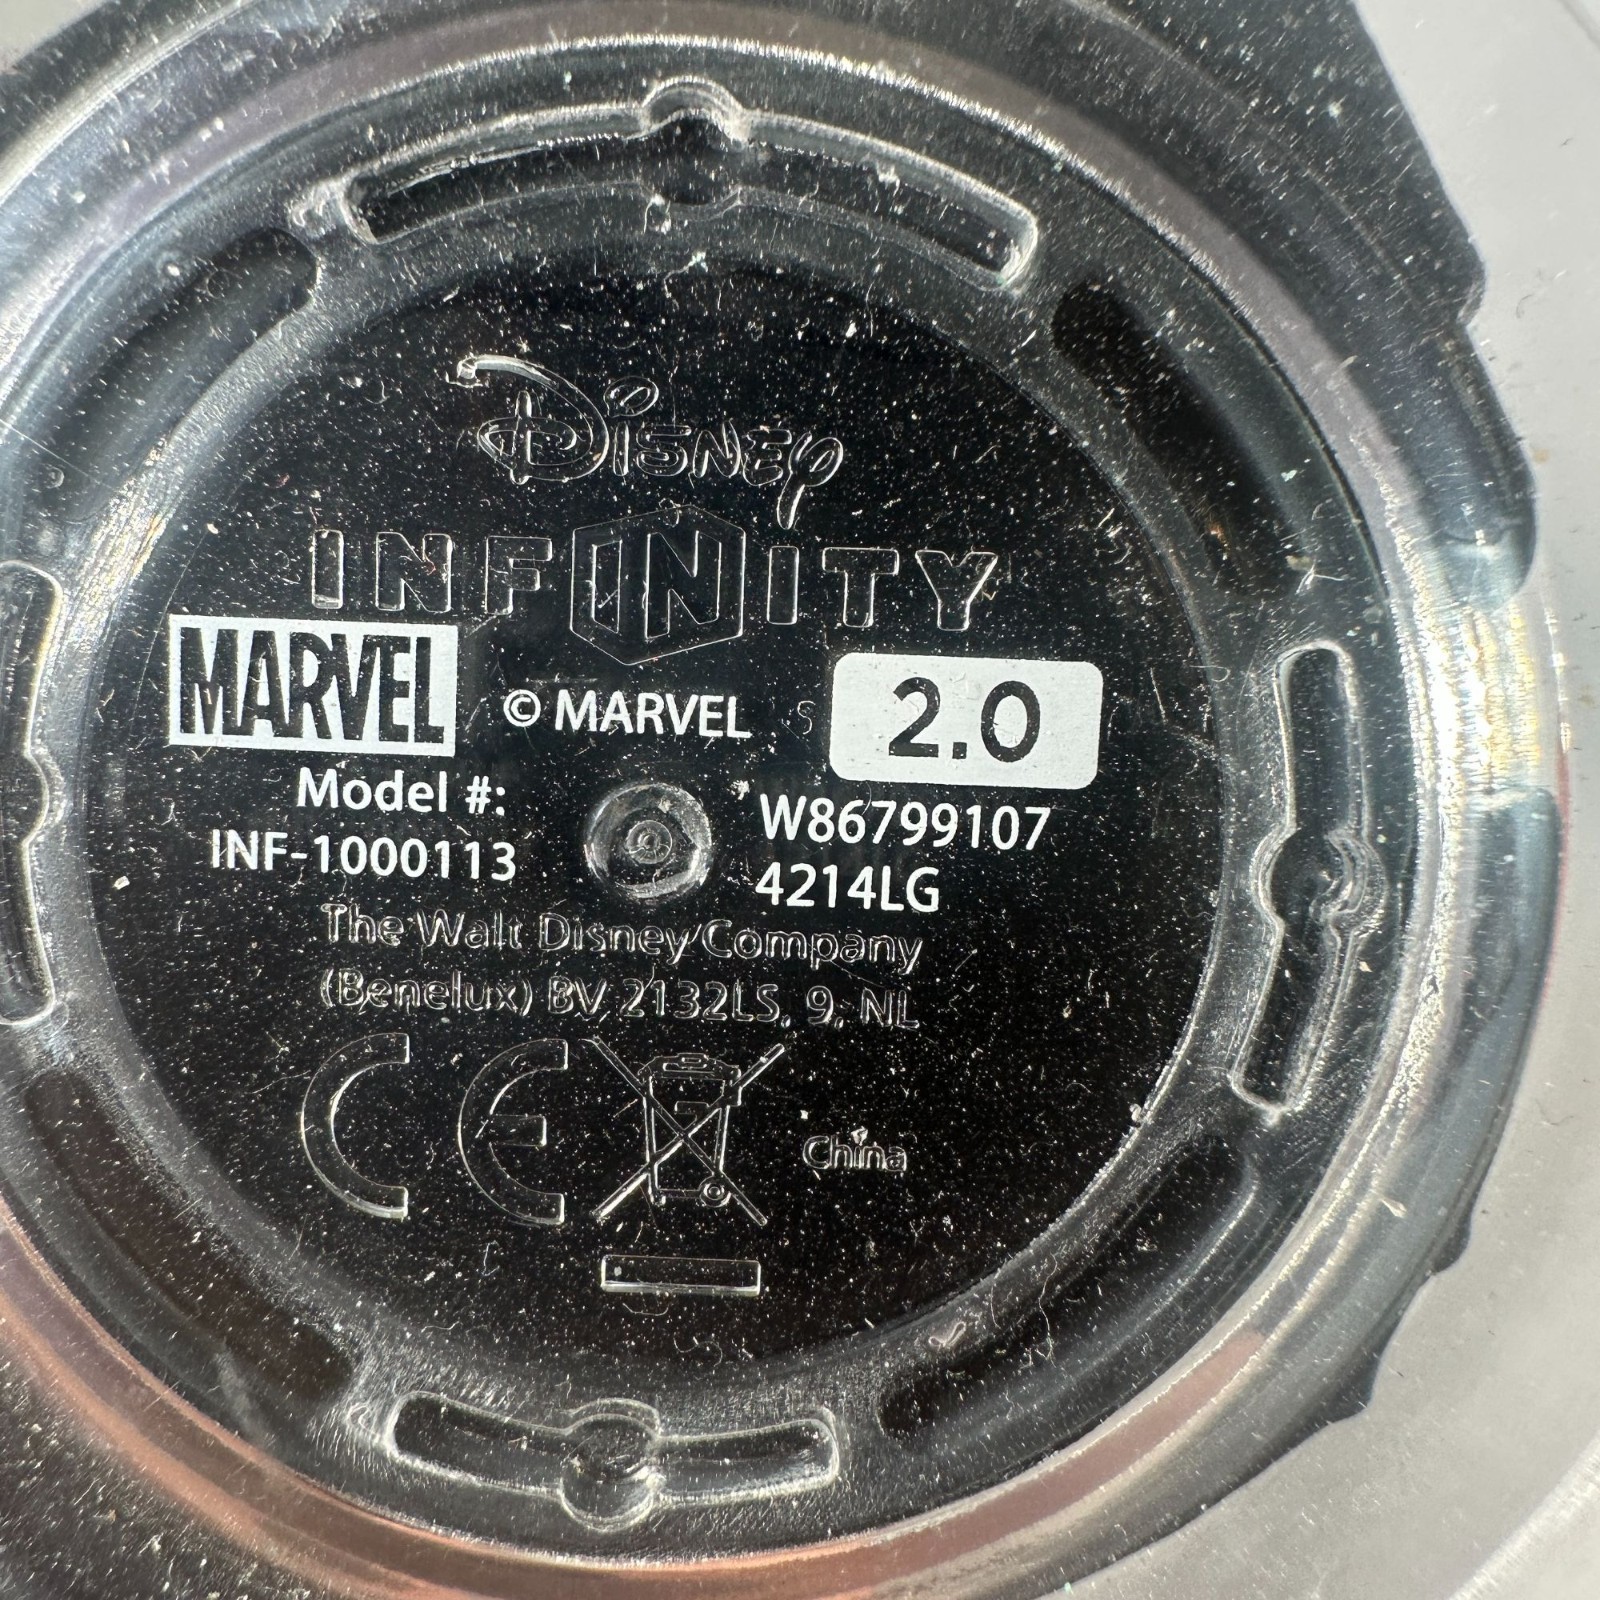 Disney
INFINITY
MARVEL
© MARVEL
2.0
Model #:
INF-1000113
W86799107
4214LG
The Walt Disney Company
(Benelux) BV, 2132LS, 9, NL
CE
China